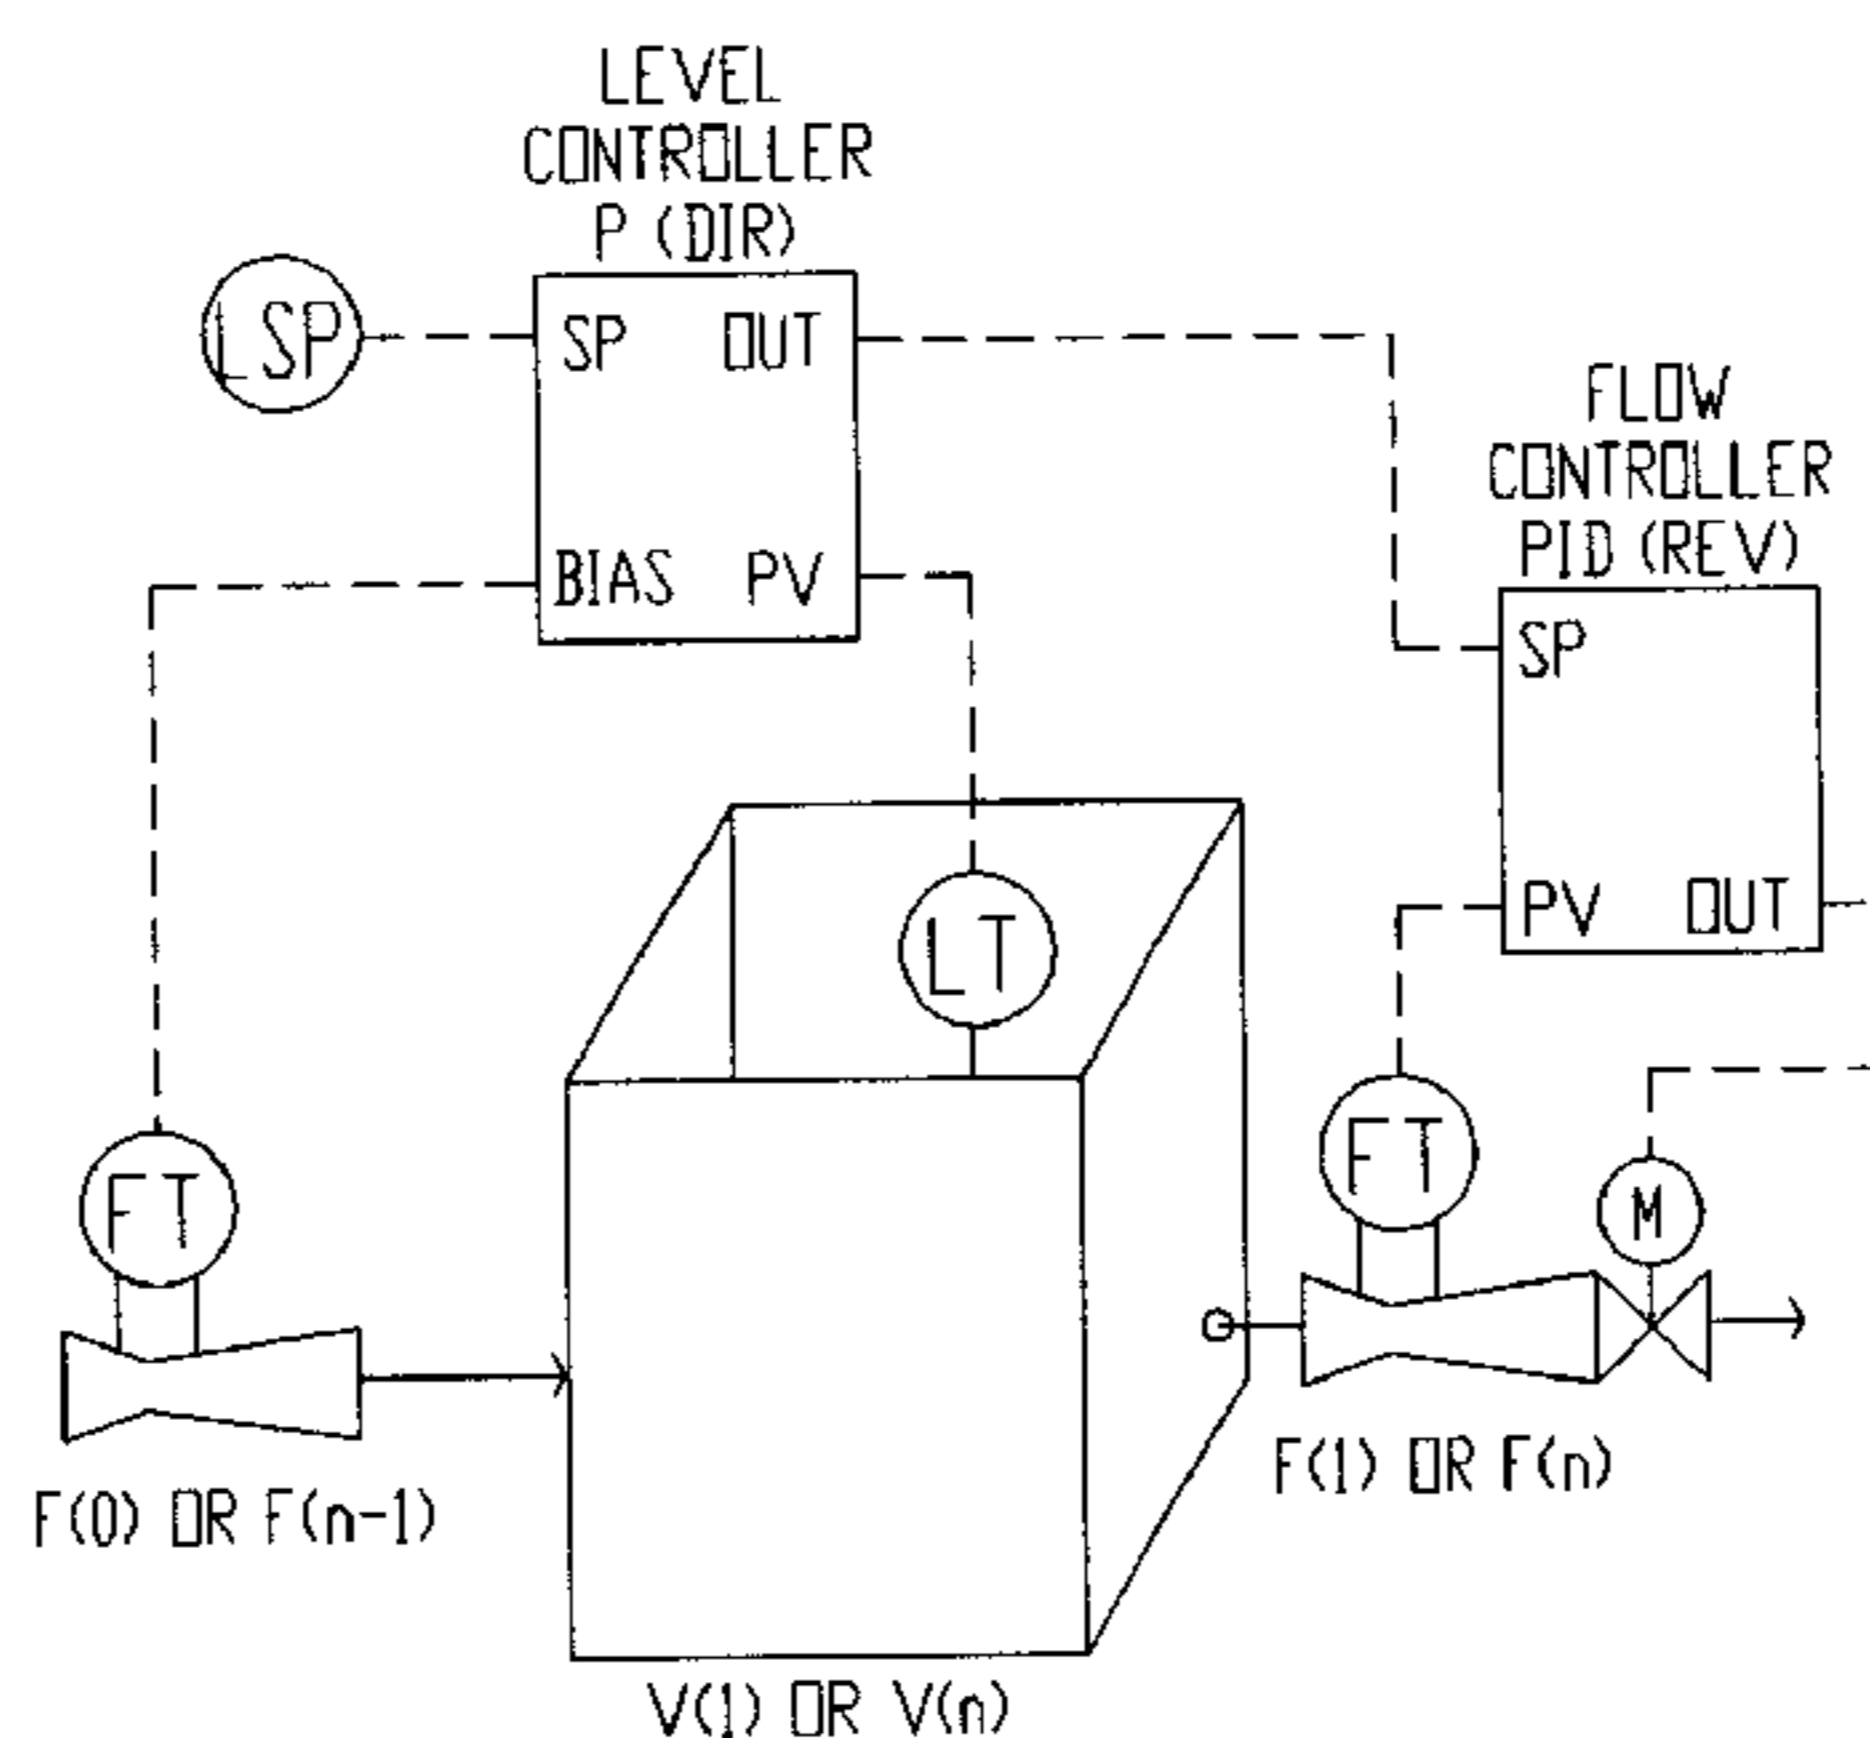 LEVEL
CONTROLLER
P (DIR)
LSP
SP OUT
BIAS PV
FLOW
CONTROLLER
PID (REV)
SP
PV OUT
LT
FT
FT
M
F(0) OR F(n-1)
F(1) OR F(n)
V(1) OR V(n)